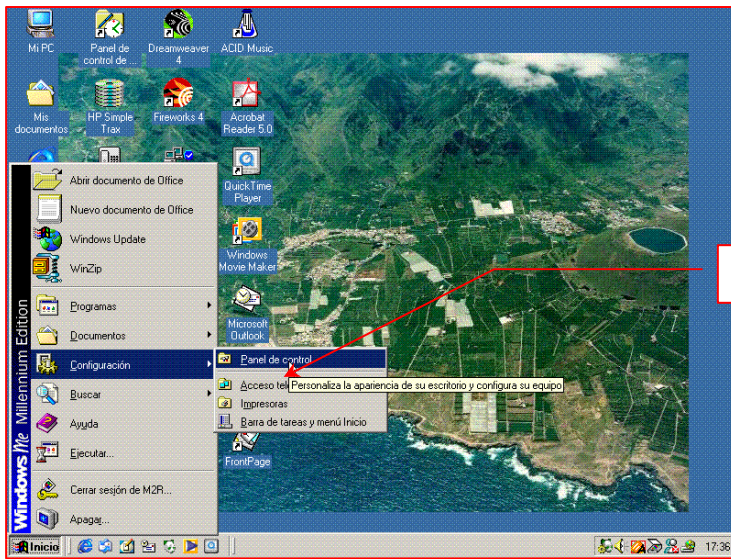 Mi PC
Panel de
control de ...
Dreamweaver
4
ACID Music
Mis
documentos
HP Simple
Trax
Fireworks 4
Acrobat
Reader 5.0
QuickTime
Player
Windows
Movie Maker
Microsoft
Outlook
FrontPage
Abrir documento de Office
Nuevo documento de Office
Windows Update
WinZip
Programas
Documentos
Configuración
Buscar
Ayuda
Ejecutar...
Cerrar sesión de M2R...
Apagar...
Windows Me Millennium Edition
Panel de control
Acceso tel
Personaliza la apariencia de su escritorio y configura su equipo
Impresoras
Barra de tareas y menú Inicio
Inicio
17:36